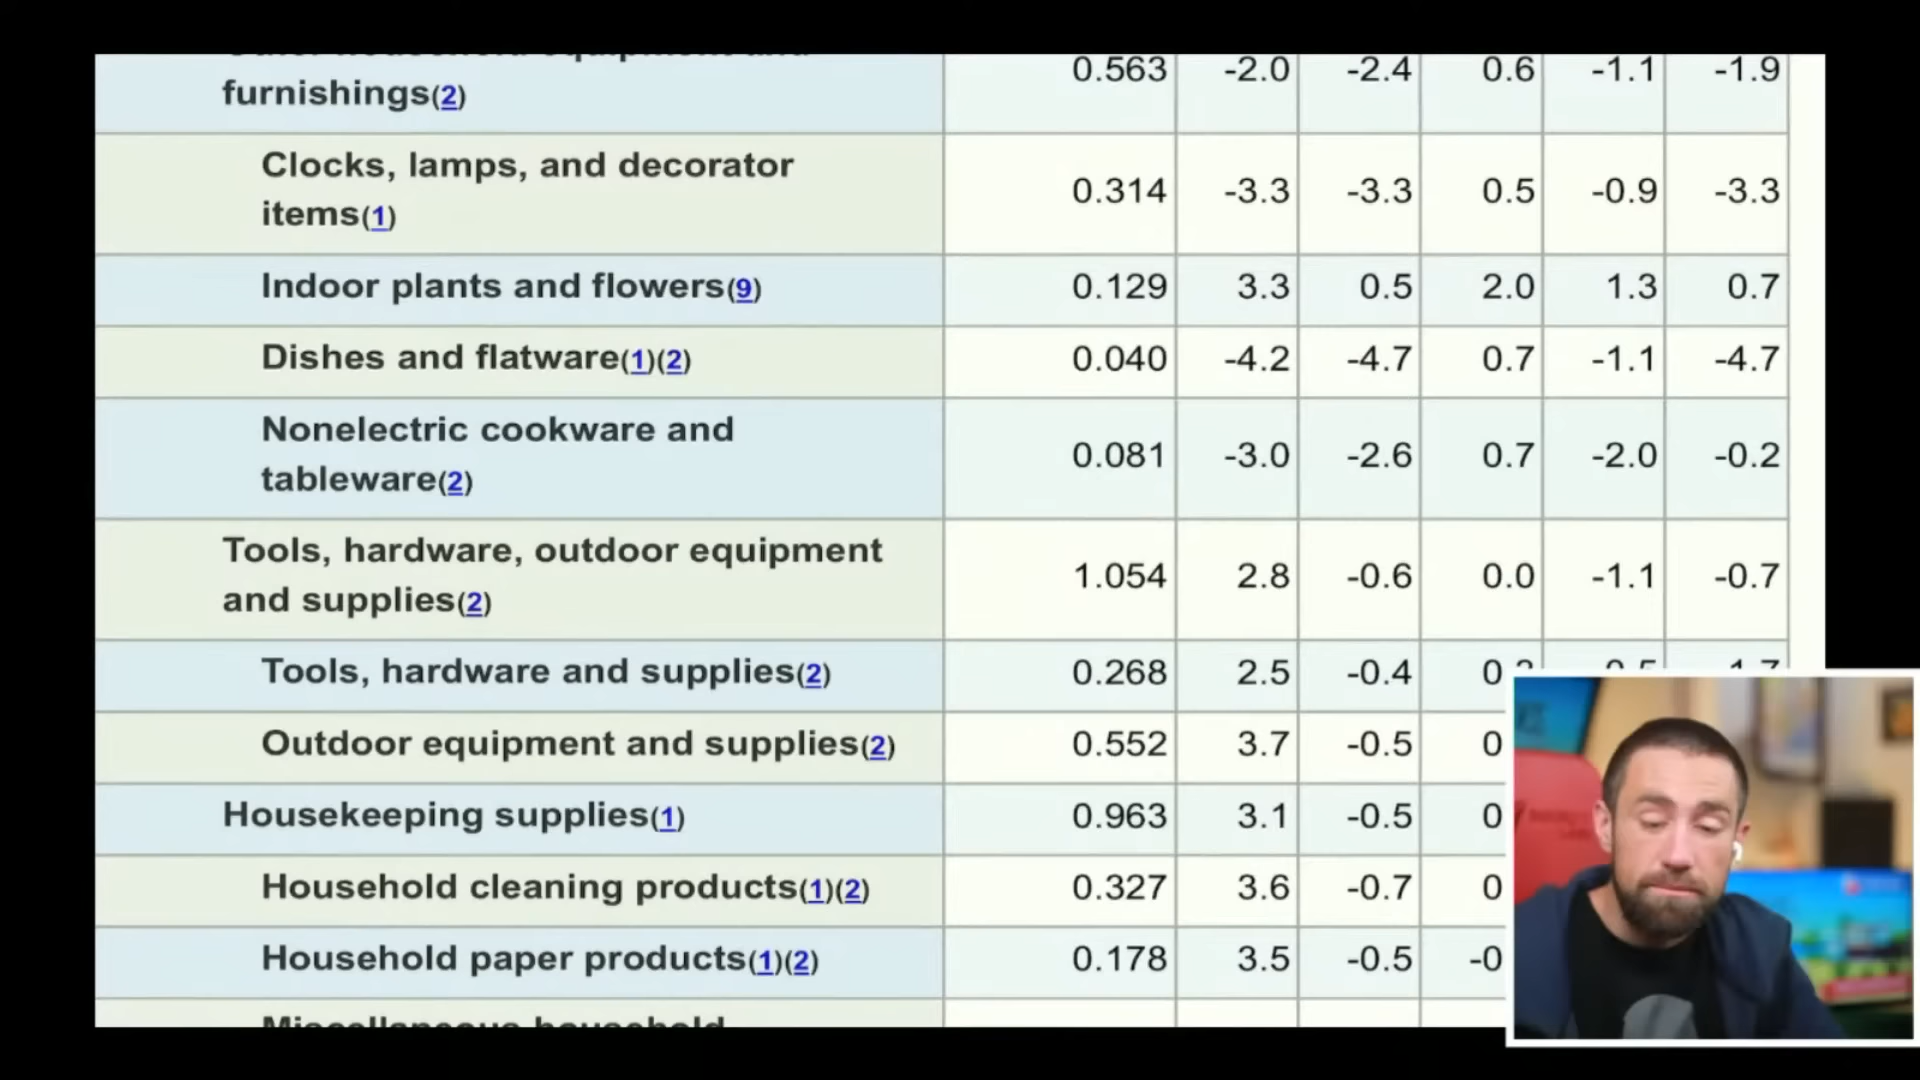 furnishings(2) 0.563 -2.0 -2.4 0.6 -1.1 -1.9
Clocks, lamps, and decorator
items(1) 0.314 -3.3 -3.3 0.5 -0.9 -3.3
Indoor plants and flowers(9) 0.129 3.3 0.5 2.0 1.3 0.7
Dishes and flatware(1)(2) 0.040 -4.2 -4.7 0.7 -1.1 -4.7
Nonelectric cookware and
tableware(2) 0.081 -3.0 -2.6 0.7 -2.0 -0.2
Tools, hardware, outdoor equipment
and supplies(2) 1.054 2.8 -0.6 0.0 -1.1 -0.7
Tools, hardware and supplies(2) 0.268 2.5 -0.4
Outdoor equipment and supplies(2) 0.552 3.7 -0.5 0
Housekeeping supplies(1) 0.963 3.1 -0.5 0
Household cleaning products(1)(2) 0.327 3.6 -0.7 0
Household paper products(1)(2) 0.178 3.5 -0.5 -0